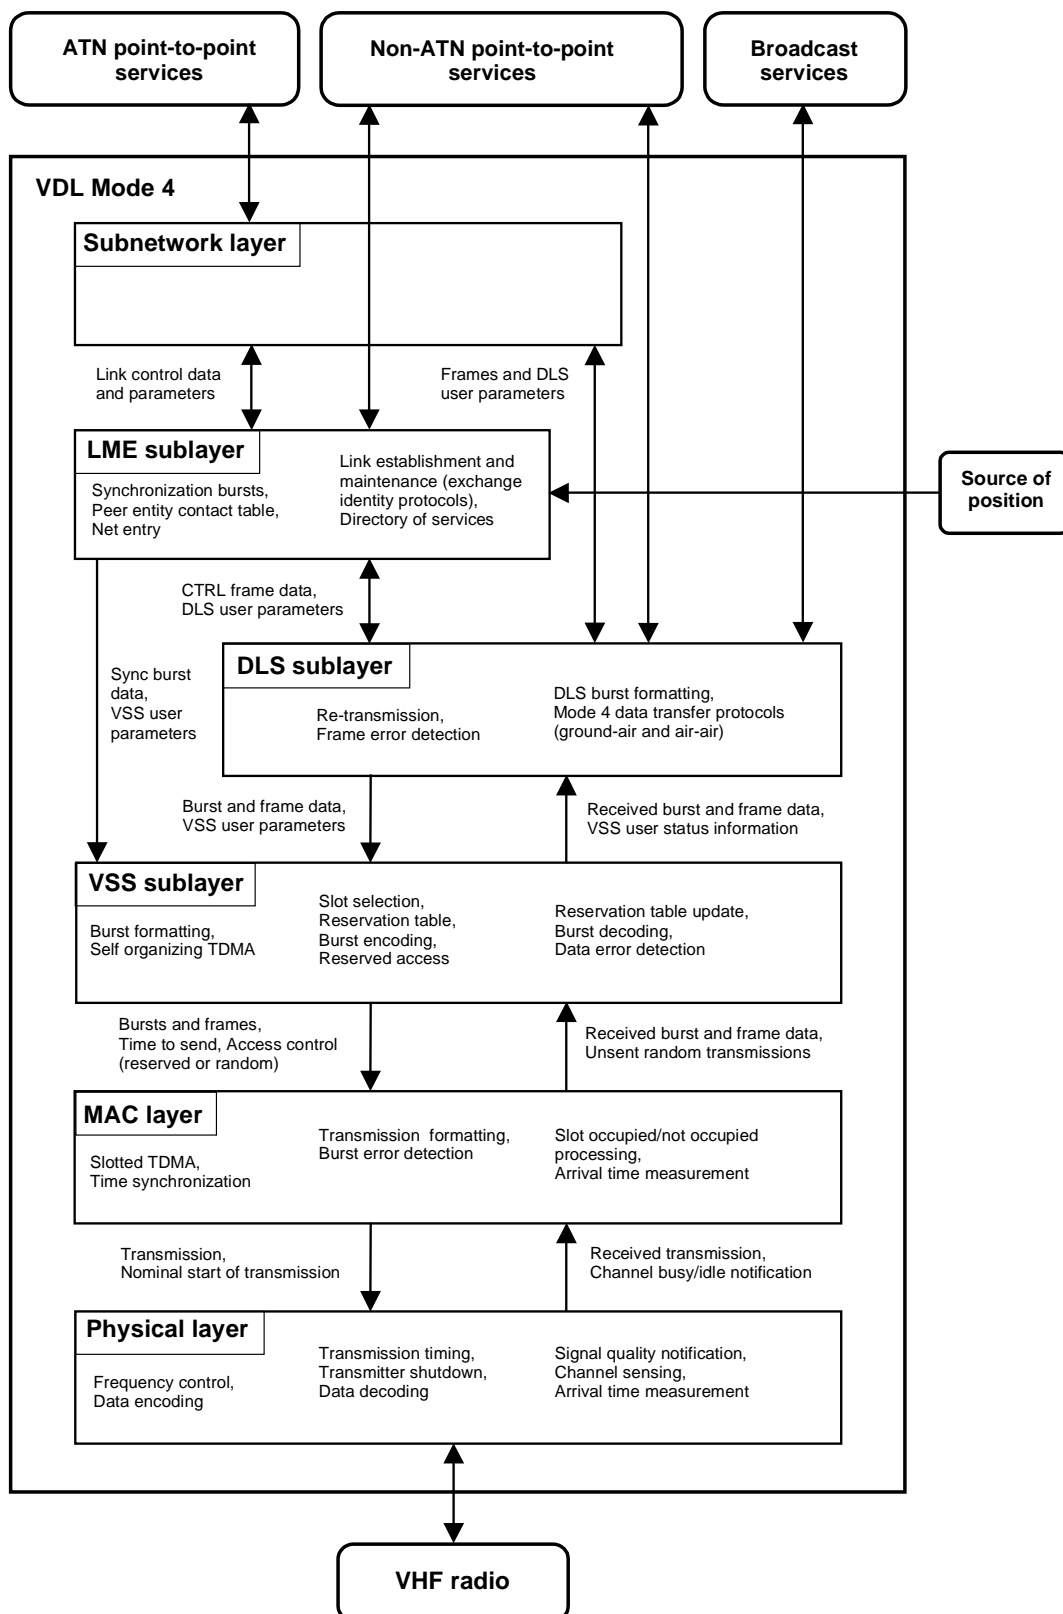 ATN point-to-point
services
Non-ATN point-to-point
services
Broadcast
services
VDL Mode 4
Subnetwork layer
Link control data
and parameters
Frames and DLS
user parameters
LME sublayer
Synchronization bursts,
Peer entity contact table,
Net entry
Link establishment and
maintenance (exchange
identity protocols),
Directory of services
Source of
position
CTRL frame data,
DLS user parameters
Sync burst
data,
VSS user
parameters
DLS sublayer
Re-transmission,
Frame error detection
DLS burst formatting,
Mode 4 data transfer protocols
(ground-air and air-air)
Burst and frame data,
VSS user parameters
Received burst and frame data,
VSS user status information
VSS sublayer
Burst formatting,
Self organizing TDMA
Slot selection,
Reservation table,
Burst encoding,
Reserved access
Reservation table update,
Burst decoding,
Data error detection
Bursts and frames,
Time to send, Access control
(reserved or random)
Received burst and frame data,
Unsent random transmissions
MAC layer
Slotted TDMA,
Time synchronization
Transmission formatting,
Burst error detection
Slot occupied/not occupied
processing,
Arrival time measurement
Transmission,
Nominal start of transmission
Received transmission,
Channel busy/idle notification
Physical layer
Frequency control,
Data encoding
Transmission timing,
Transmitter shutdown,
Data decoding
Signal quality notification,
Channel sensing,
Arrival time measurement
VHF radio